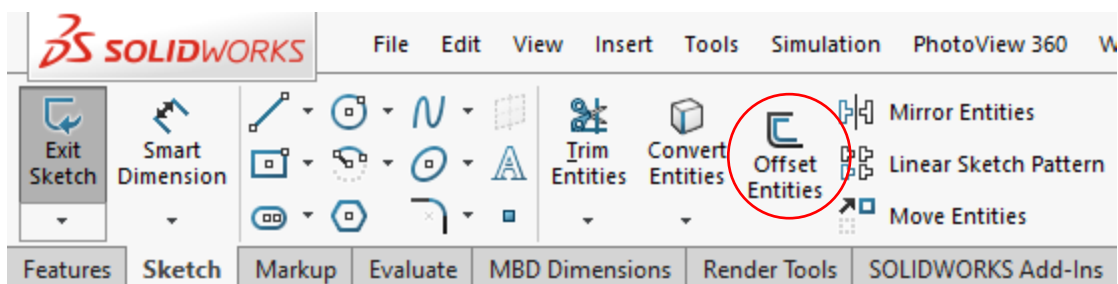 SOLIDWORKS File Edit View Insert Tools Simulation PhotoView 360
Exit Sketch
Smart Dimension
Trim Entities
Convert Entities
Offset Entities
Mirror Entities
Linear Sketch Pattern
Move Entities
Features Sketch Markup Evaluate MBD Dimensions Render Tools SOLIDWORKS Add-Ins